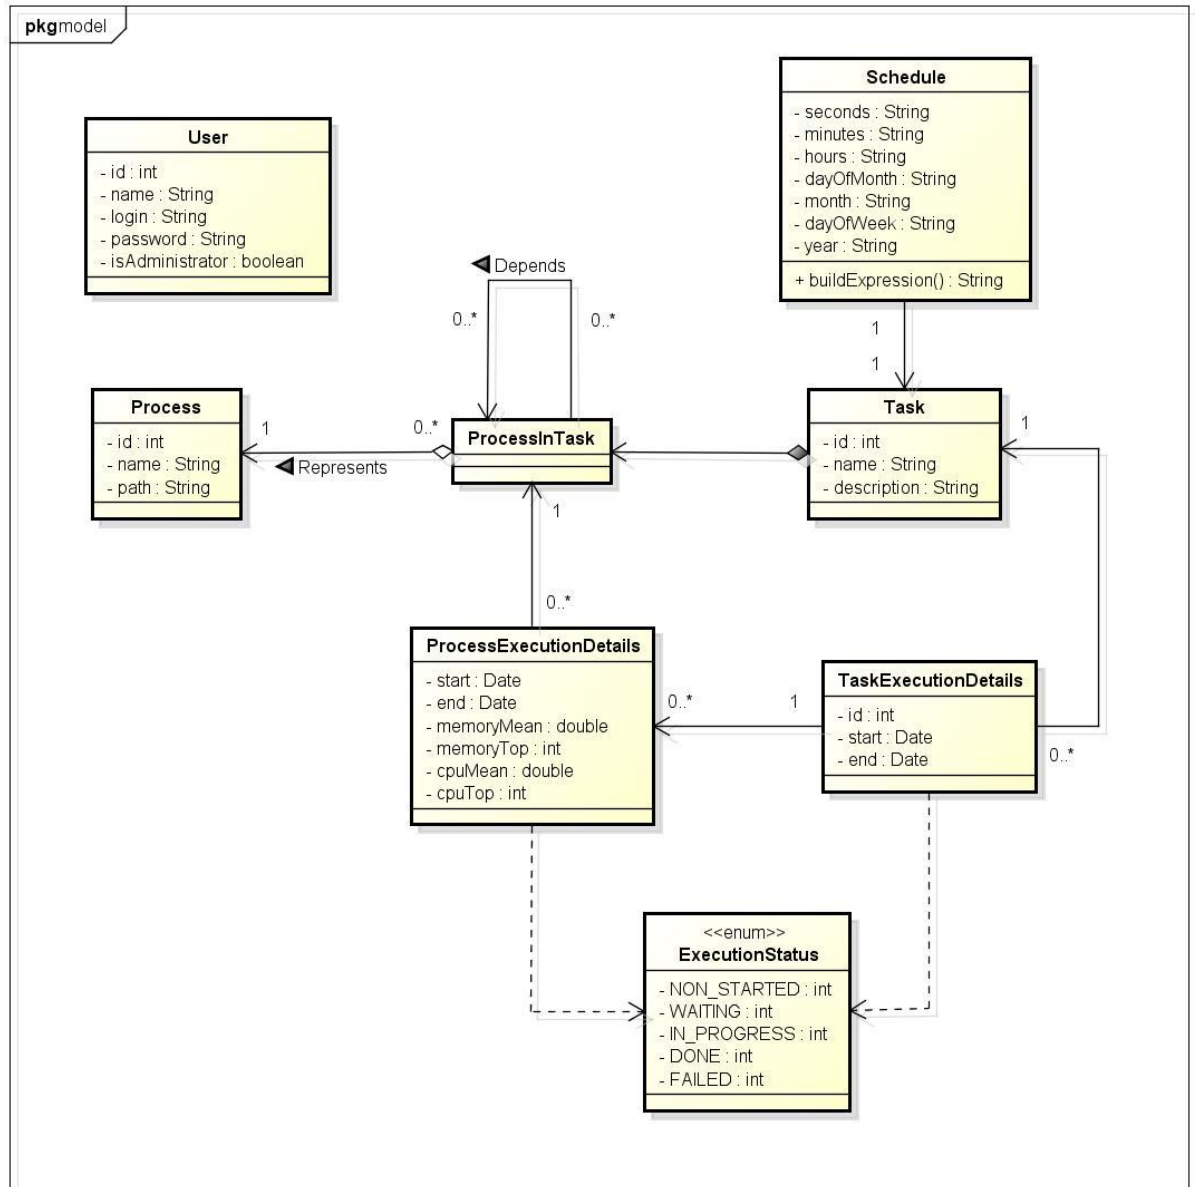 pkg model
User
- id : int
- name : String
- login : String
- password : String
- isAdministrator : boolean
Schedule
- seconds : String
- minutes : String
- hours : String
- dayOfMonth : String
- month : String
- dayOfWeek : String
- year : String
+ buildExpression() : String
Depends
0..*
0..*
1
1
Process
- id : int
- name : String
- path : String
1
0..*
Represents
ProcessInTask
Task
- id : int
- name : String
- description : String
1
1
0..*
ProcessExecutionDetails
- start : Date
- end : Date
- memoryMean : double
- memoryTop : int
- cpuMean : double
- cpuTop : int
0..*
1
TaskExecutionDetails
- id : int
- start : Date
- end : Date
0..*
<<enum>>
ExecutionStatus
- NON_STARTED : int
- WAITING : int
- IN_PROGRESS : int
- DONE : int
- FAILED : int